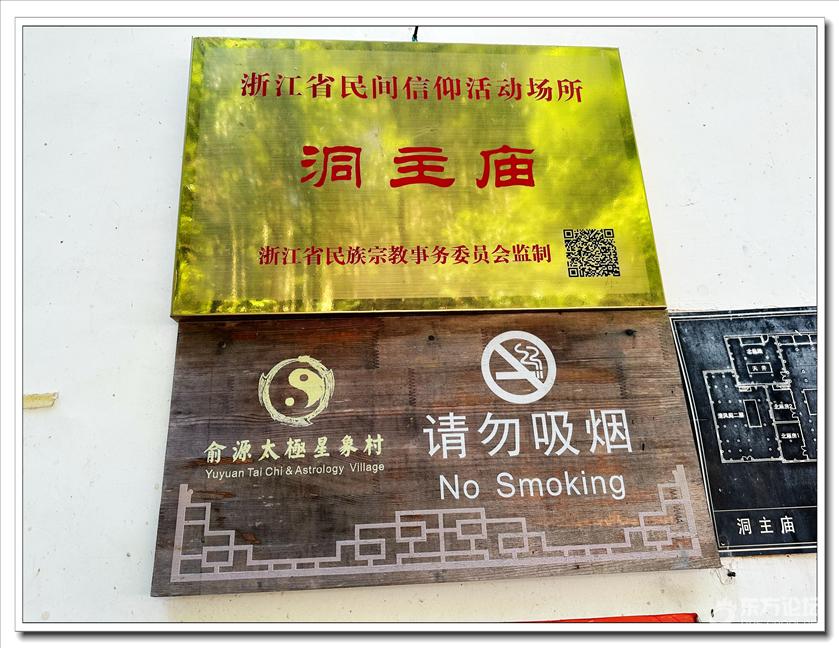 浙江省民间信仰活动场所
洞主庙
浙江省民族宗教事务委员会监制
俞源太極星象村
Yuyuan Tai Chi & Astrology Village
请勿吸烟
No Smoking
天井
洞主庙
东方论坛